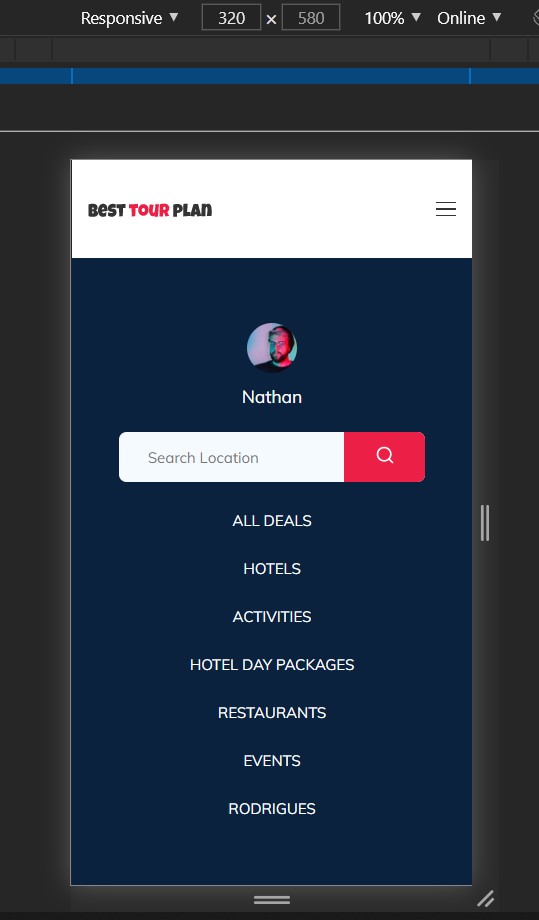 Responsive ▼ 320 × 580 100% ▼ Online ▼
BEST TOUR PLAN
Nathan
Search Location
ALL DEALS
HOTELS
ACTIVITIES
HOTEL DAY PACKAGES
RESTAURANTS
EVENTS
RODRIGUES